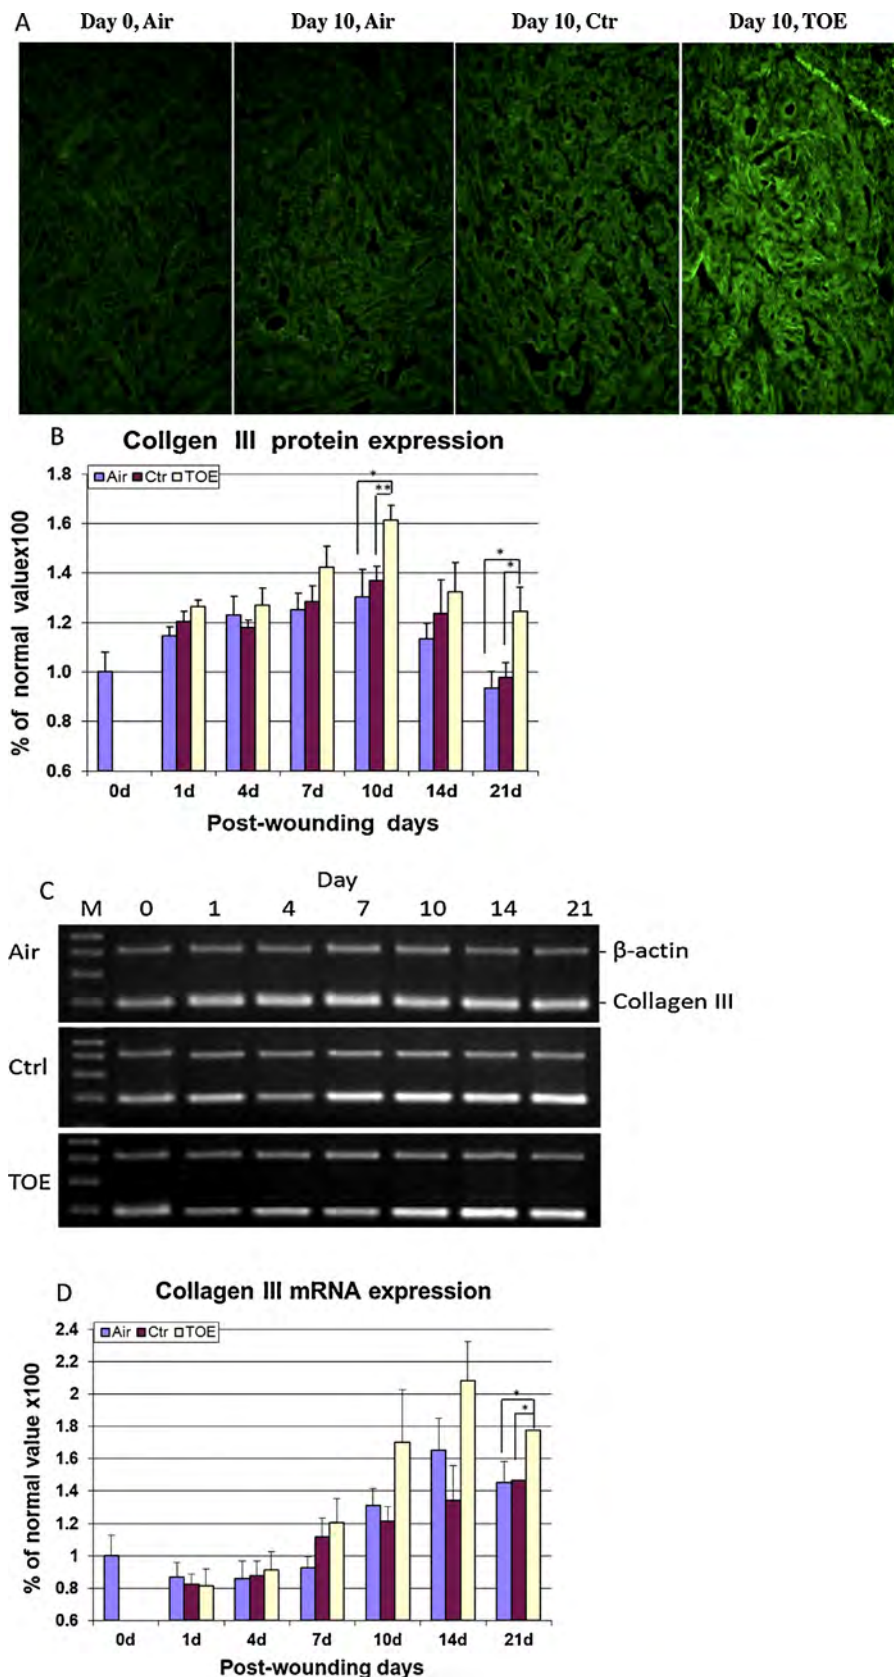 A
Day 0, Air Day 10, Air Day 10, Ctr Day 10, TOE
B
Collgen III protein expression
Air Ctr TOE
% of normal valuex100
1.8
1.6
1.4
1.2
1.0
0.8
0.6
* **
* *
0d 1d 4d 7d 10d 14d 21d
Post-wounding days
C
Day
M 0 1 4 7 10 14 21
Air
β-actin
Collagen III
Ctrl
TOE
D
Collagen III mRNA expression
Air Ctr TOE
% of normal value x100
2.4
2.2
2
1.8
1.6
1.4
1.2
1
0.8
0.6
* *
0d 1d 4d 7d 10d 14d 21d
Post-wounding days